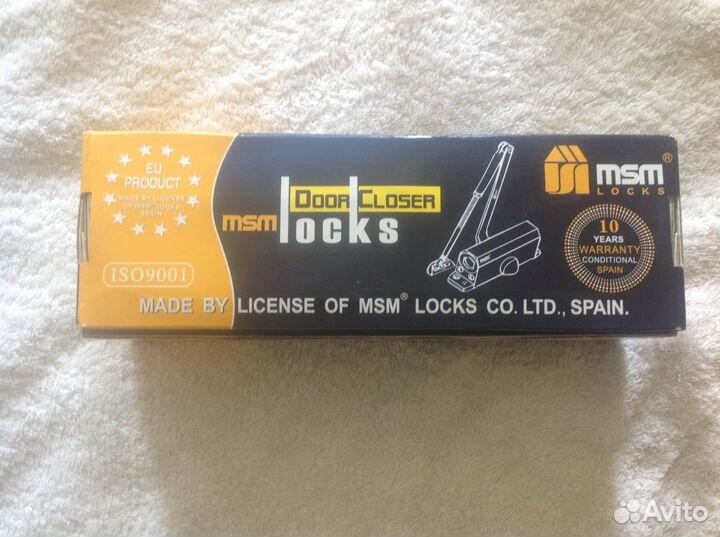 EU
PRODUCT
MADE BY LICENSE
OF MSM® LOCKS
SPAIN
ISO9001
DOOR CLOSER
msm locks
MADE BY LICENSE OF MSM® LOCKS CO. LTD., SPAIN.
msm®
LOCKS
10
YEARS
WARRANTY
CONDITIONAL
SPAIN
Avito